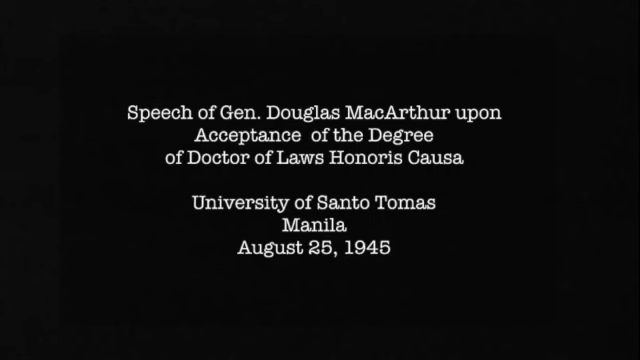 Speech of Gen. Douglas MacArthur upon
Acceptance of the Degree
of Doctor of Laws Honoris Causa
University of Santo Tomas
Manila
August 25, 1945